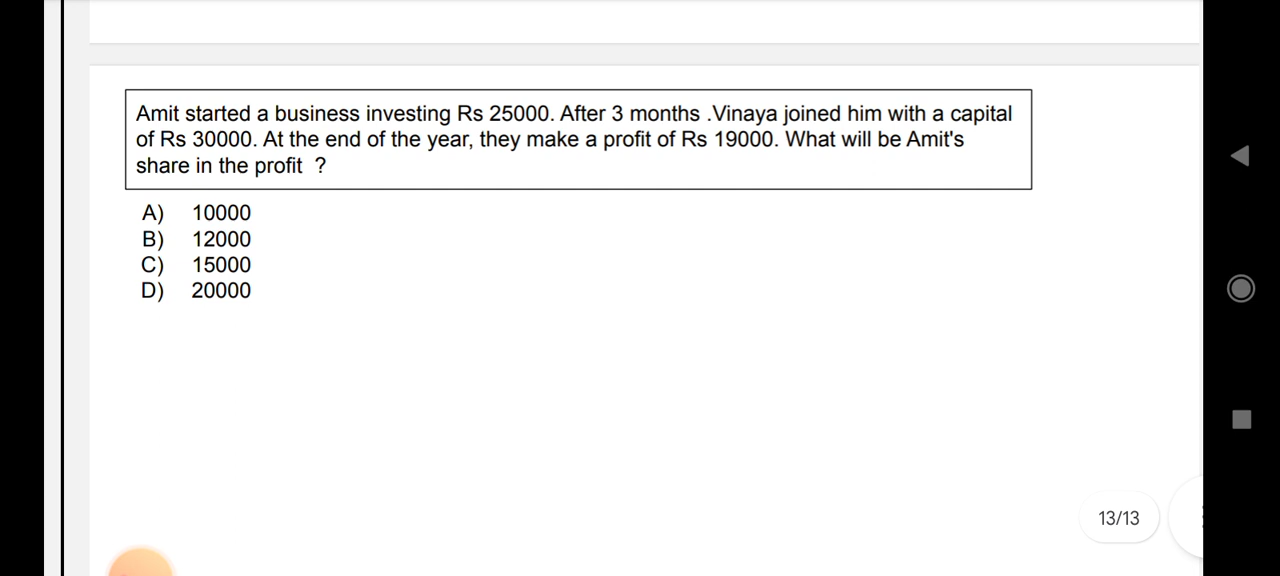 Amit started a business investing Rs 25000. After 3 months .Vinaya joined him with a capital
of Rs 30000. At the end of the year, they make a profit of Rs 19000. What will be Amit's
share in the profit  ?
A) 10000
B) 12000
C) 15000
D) 20000
13/13